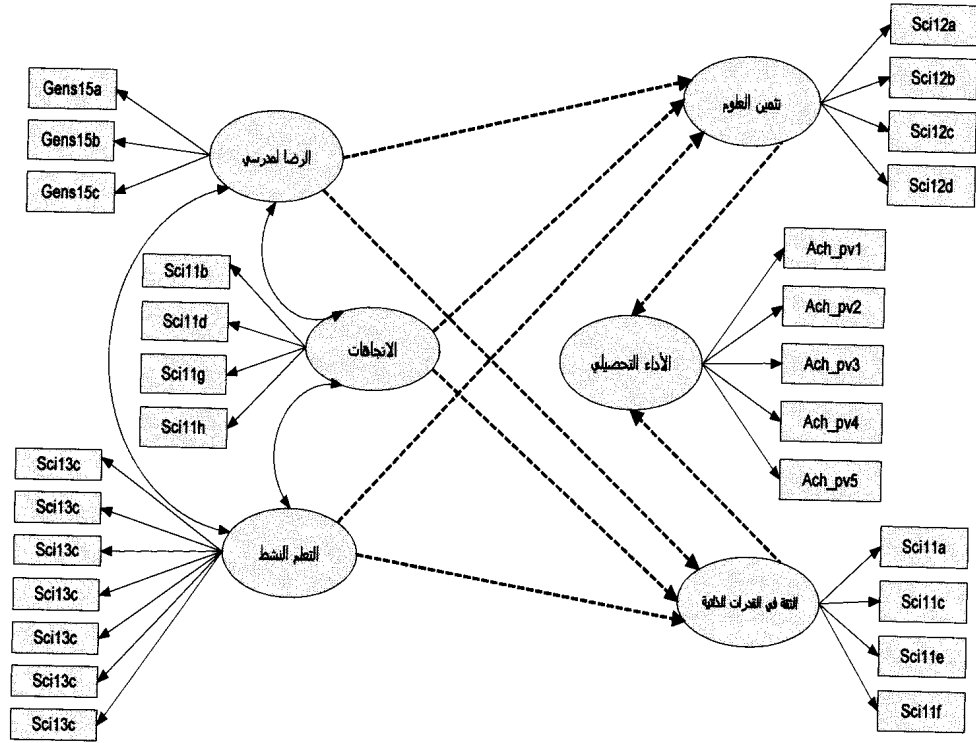 Sci12a
Sci12b
Sci12c
Sci12d
تثمين العلوم
Gens15a
Gens15b
Gens15c
الرضا المدرسي
Sci11b
Sci11d
Sci11g
Sci11h
الاتجاهات
Ach_pv1
Ach_pv2
Ach_pv3
Ach_pv4
Ach_pv5
الأداء التحصيلي
Sci13c
Sci13c
Sci13c
Sci13c
Sci13c
Sci13c
Sci13c
التعلم النشط
Sci11a
Sci11c
Sci11e
Sci11f
الثقة في القدرات الذاتية